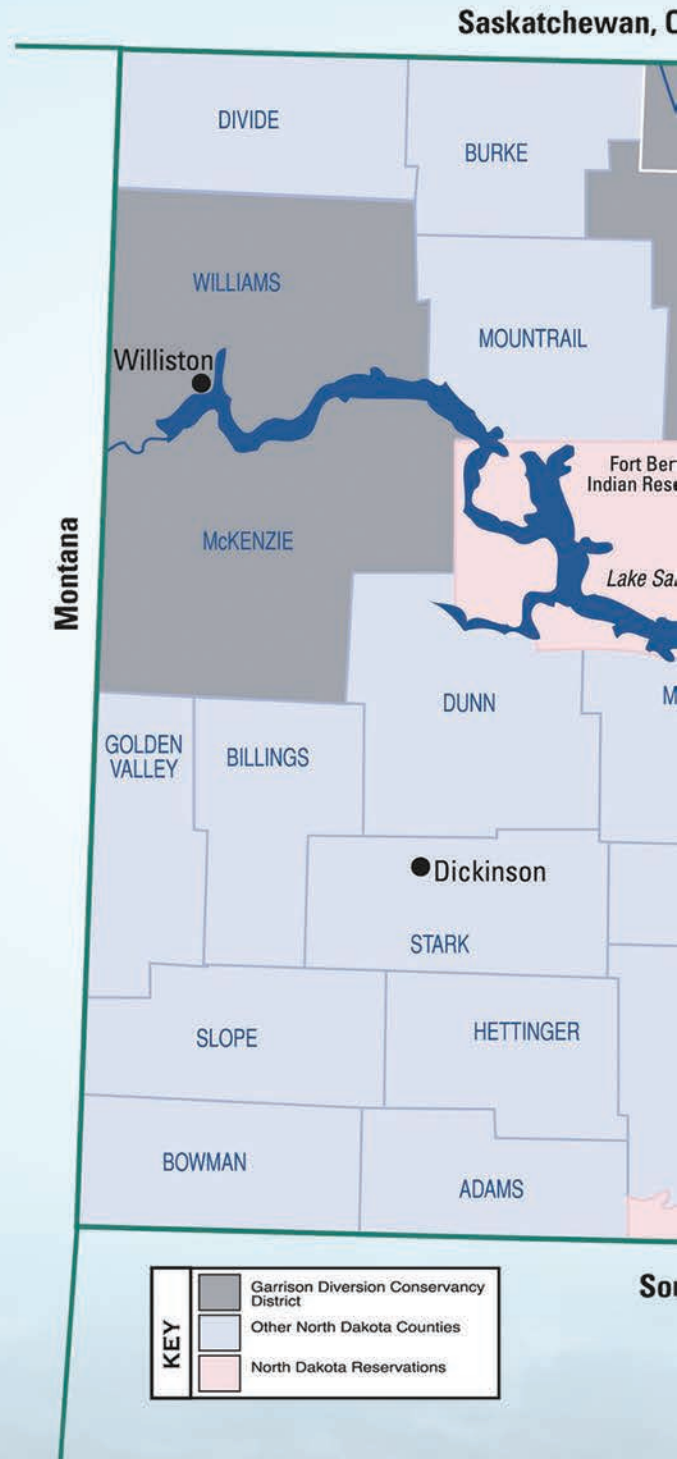 Saskatchewan, C
DIVIDE
BURKE
WILLIAMS
MOUNTRAIL
Williston
Fort Ber
Indian Rese
Montana
McKENZIE
Lake Sa
DUNN
M
GOLDEN
VALLEY
BILLINGS
Dickinson
STARK
SLOPE
HETTINGER
BOWMAN
ADAMS
Sou
KEY
Garrison Diversion Conservancy
District
Other North Dakota Counties
North Dakota Reservations